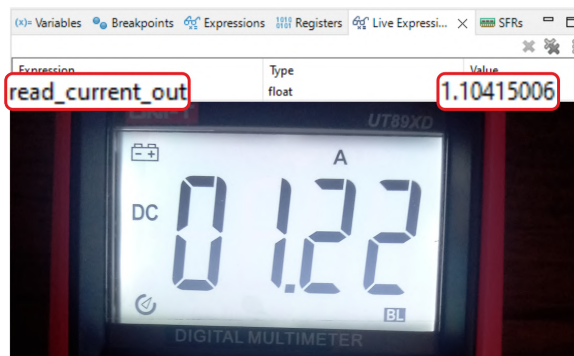 (x)= Variables Breakpoints Expressions Registers Live Expressi... SFRs
Expression Type Value
read_current_out float 1.10415006
UNI-T UT89XD
A
DC 01.22
BL
DIGITAL MULTIMETER